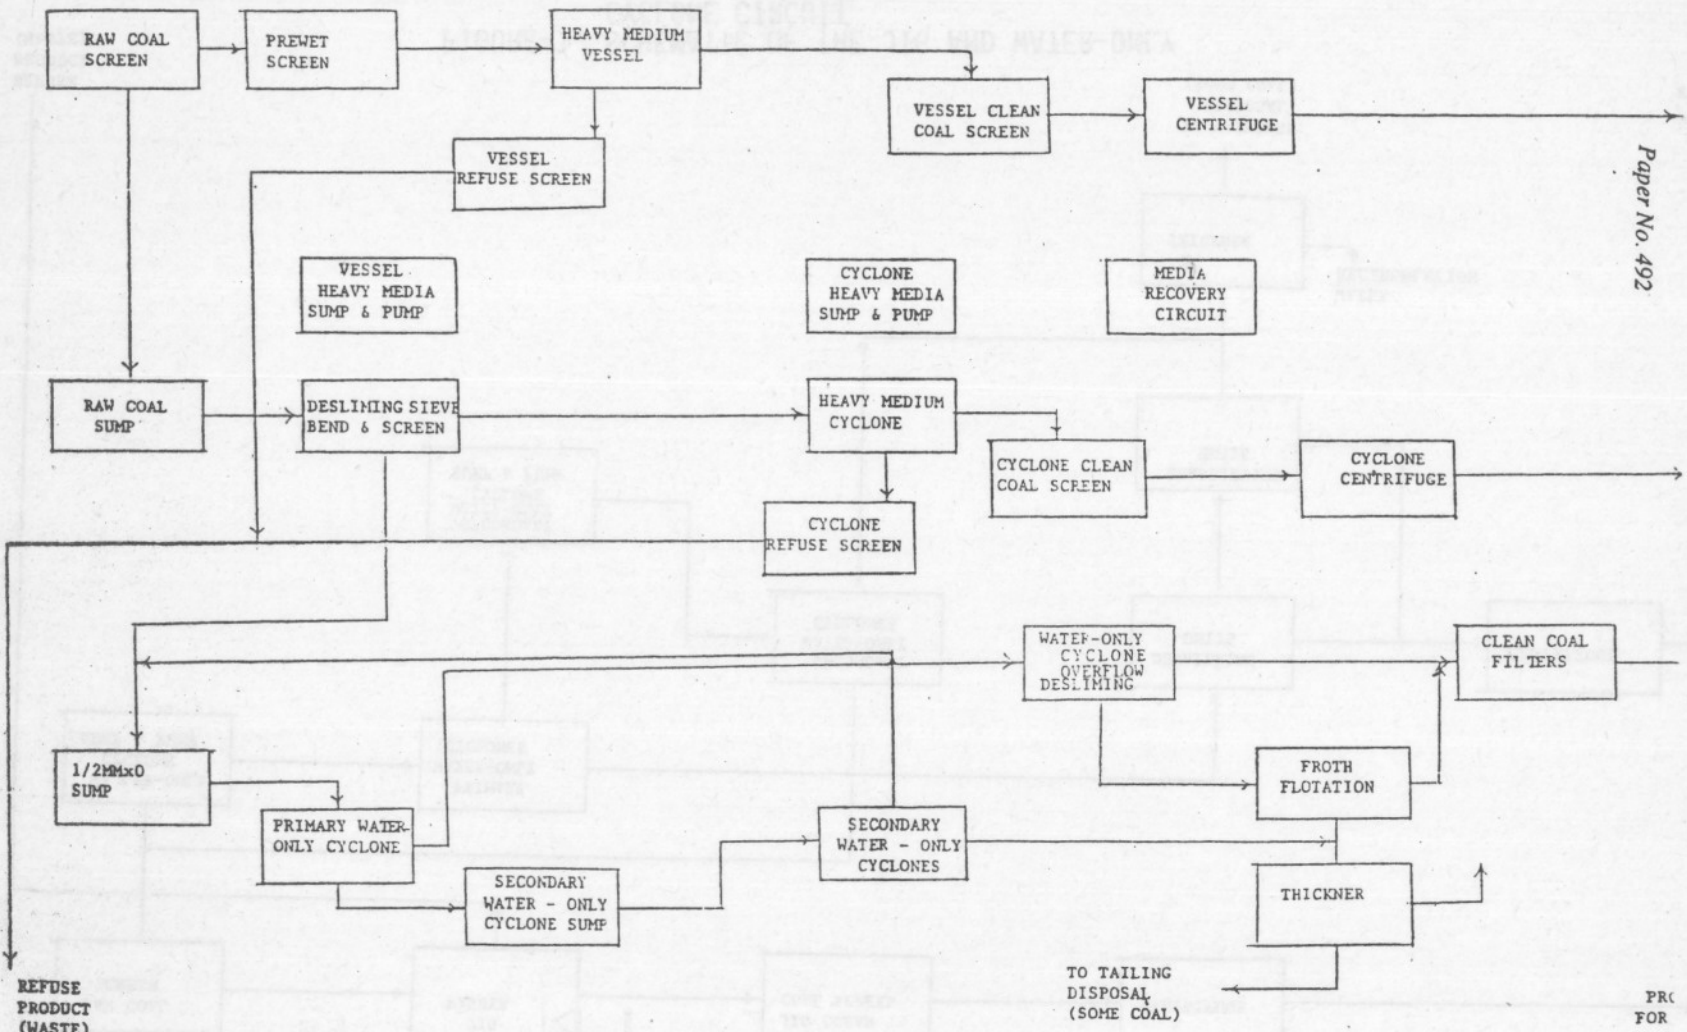 RAW COAL
SCREEN
PREWET
SCREEN
HEAVY MEDIUM
VESSEL
VESSEL CLEAN
COAL SCREEN
VESSEL
CENTRIFUGE
VESSEL
REFUSE SCREEN
Paper No. 492
VESSEL
HEAVY MEDIA
SUMP & PUMP
CYCLONE
HEAVY MEDIA
SUMP & PUMP
MEDIA
RECOVERY
CIRCUIT
RAW COAL
SUMP
DESLIMING SIEVE
BEND & SCREEN
HEAVY MEDIUM
CYCLONE
CYCLONE CLEAN
COAL SCREEN
CYCLONE
CENTRIFUGE
CYCLONE
REFUSE SCREEN
WATER-ONLY
CYCLONE
OVERFLOW
DESLIMING
CLEAN COAL
FILTERS
1/2MMxO
SUMP
FROTH
FLOTATION
PRIMARY WATER-
ONLY CYCLONE
SECONDARY
WATER - ONLY
CYCLONES
SECONDARY
WATER - ONLY
CYCLONE SUMP
THICKNER
REFUSE
PRODUCT
(WASTE)
TO TAILING
DISPOSAL
(SOME COAL)
FOR